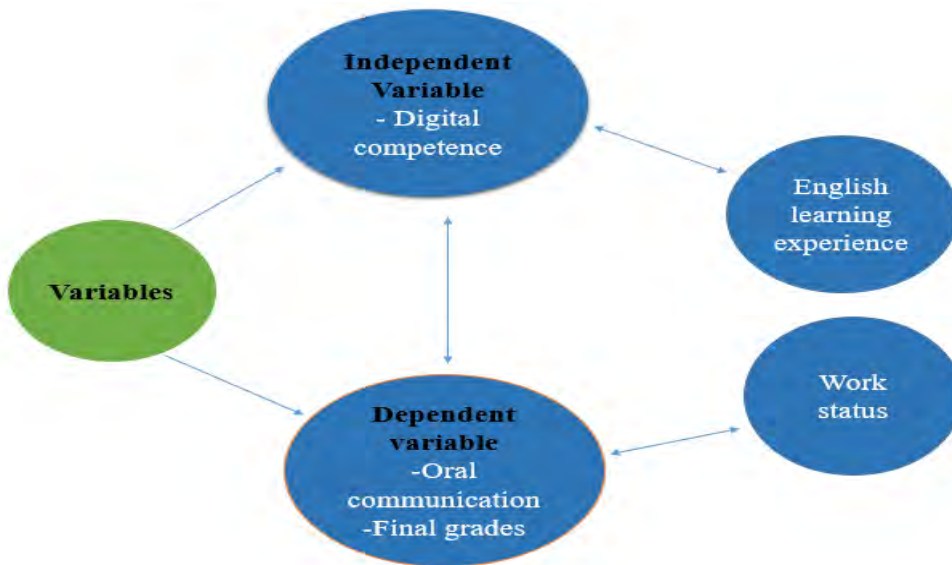 Independent
Variable
- Digital
competence
English
learning
experience
Variables
Work
status
Dependent
variable
-Oral
communication
-Final grades